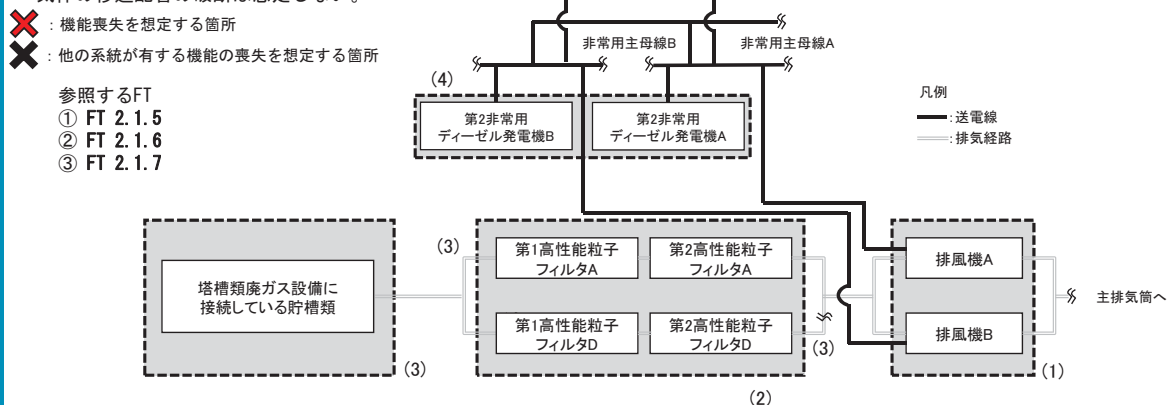 : 機能喪失を想定する箇所
: 他の系統が有する機能の喪失を想定する箇所
参照するFT
① FT 2.1.5
② FT 2.1.6
③ FT 2.1.7
非常用主母線B
非常用主母線A
(4)
第2非常用
ディーゼル発電機B
第2非常用
ディーゼル発電機A
凡例
:送電線
:排気経路
塔槽類廃ガス設備に
接続している貯槽類
(3)
(3)
第1高性能粒子
フィルタA
第2高性能粒子
フィルタA
第1高性能粒子
フィルタD
第2高性能粒子
フィルタD
(3)
(2)
排風機A
排風機B
(1)
主排気筒へ